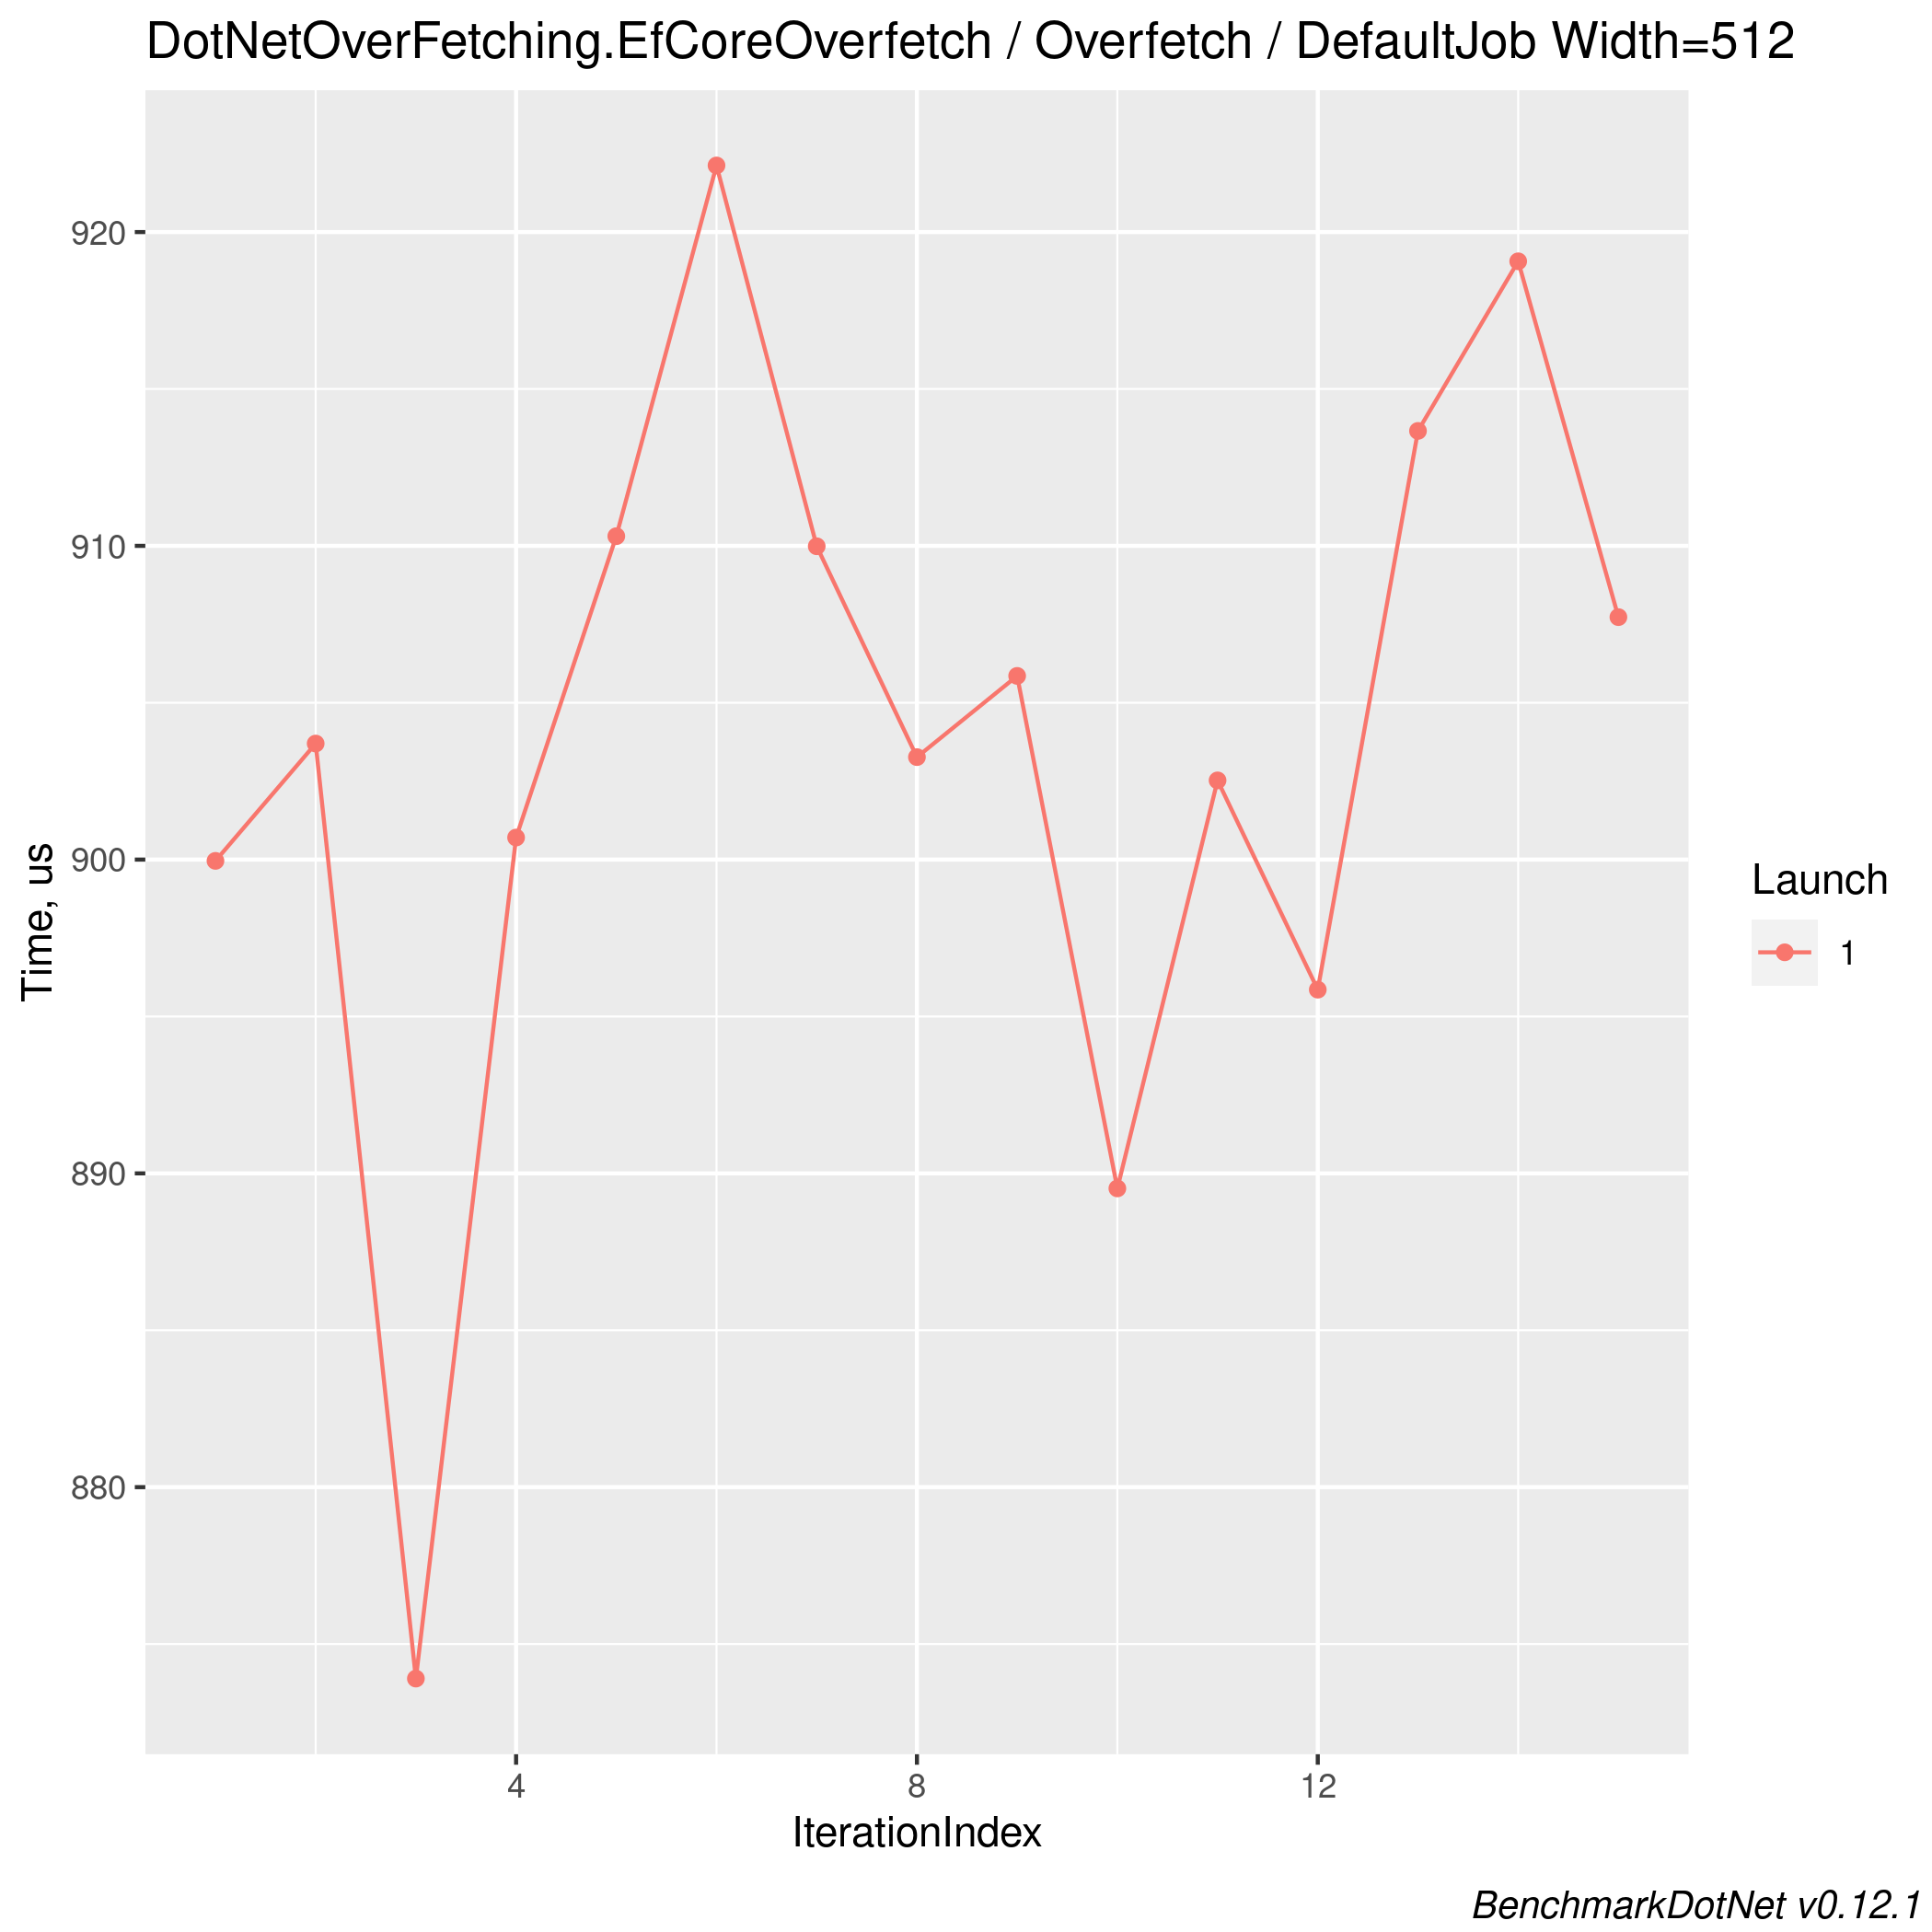 DotNetOverFetching.EfCoreOverfetch / Overfetch / DefaultJob Width=512
920
910
900
890
880
Time, us
4
8
12
IterationIndex
Launch
1
BenchmarkDotNet v0.12.1